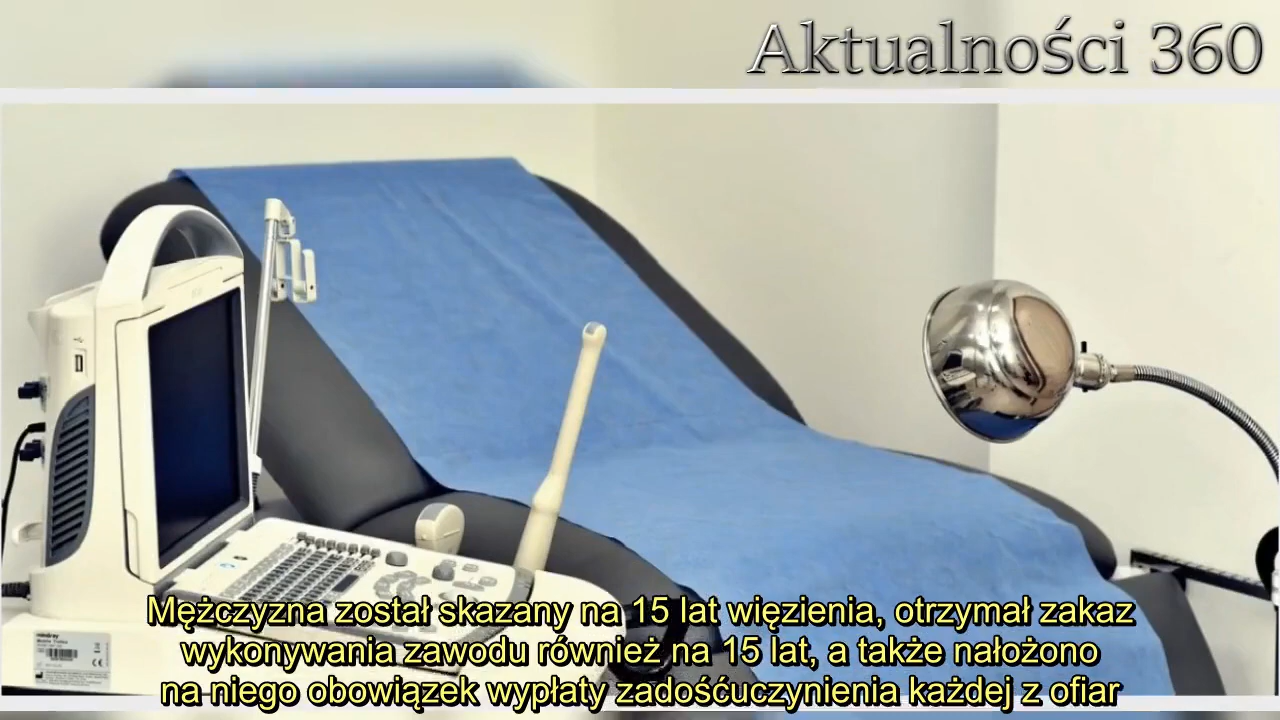 Aktualności 360
mindray
Mężczyzna został skazany na 15 lat więzienia, otrzymał zakaz
wykonywania zawodu również na 15 lat, a także nałożono
na niego obowiązek wypłaty zadośćuczynienia każdej z ofiar